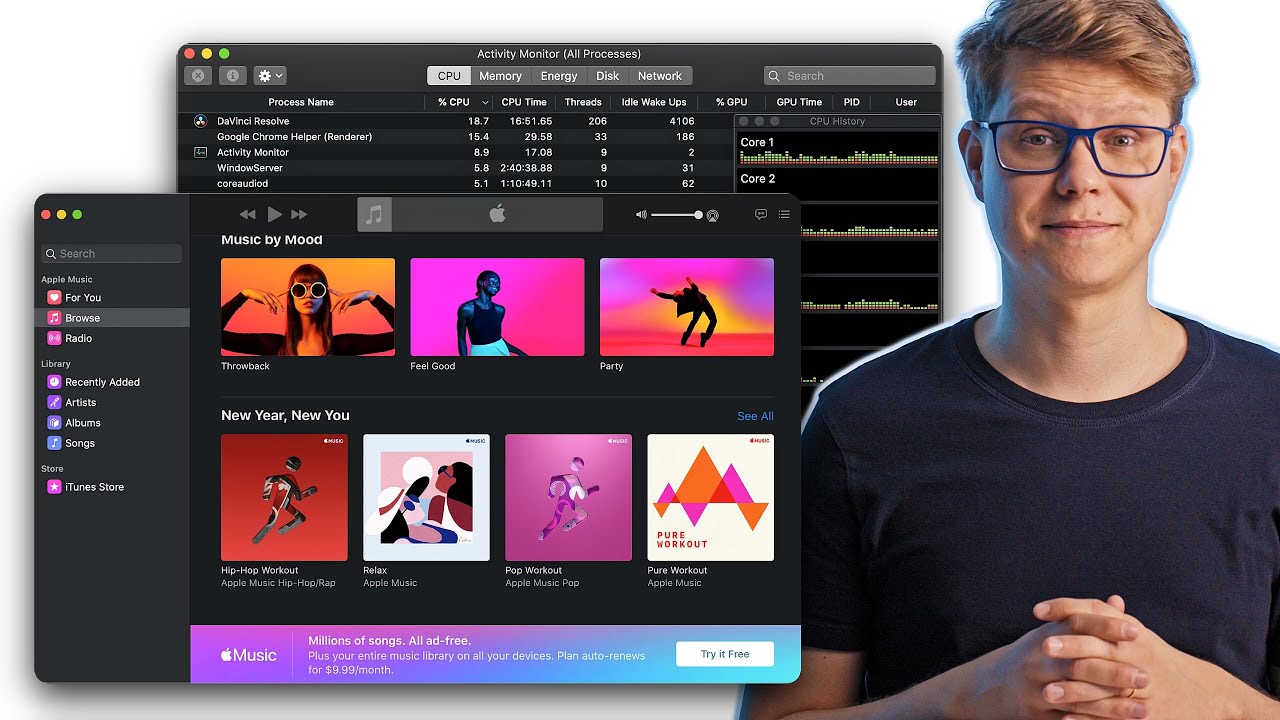 Activity Monitor (All Processes)
CPU Memory Energy Disk Network
Search
Process Name % CPU CPU Time Threads Idle Wake Ups % GPU GPU Time PID User
DaVinci Resolve 18.7 16:51.65 206 4106
Google Chrome Helper (Renderer) 15.4 29.58 33 186
Activity Monitor 8.9 17.08 9 2
WindowServer 5.8 2:40:38.88 9 31
coreaudiod 5.1 1:10:49.11 10 62
CPU History
Core 1
Core 2
Search
Apple Music
For You
Browse
Radio
Library
Recently Added
Artists
Albums
Songs
Store
iTunes Store
Music by Mood
Throwback
Feel Good
Party
New Year, New You
See All
MUSIC
MUSIC
MUSIC
MUSIC
PURE
WORKOUT
Hip-Hop Workout
Apple Music Hip-Hop/Rap
Relax
Apple Music
Pop Workout
Apple Music Pop
Pure Workout
Apple Music
Music
Millions of songs. All ad-free.
Plus your entire music library on all your devices. Plan auto-renews
for $9.99/month.
Try it Free